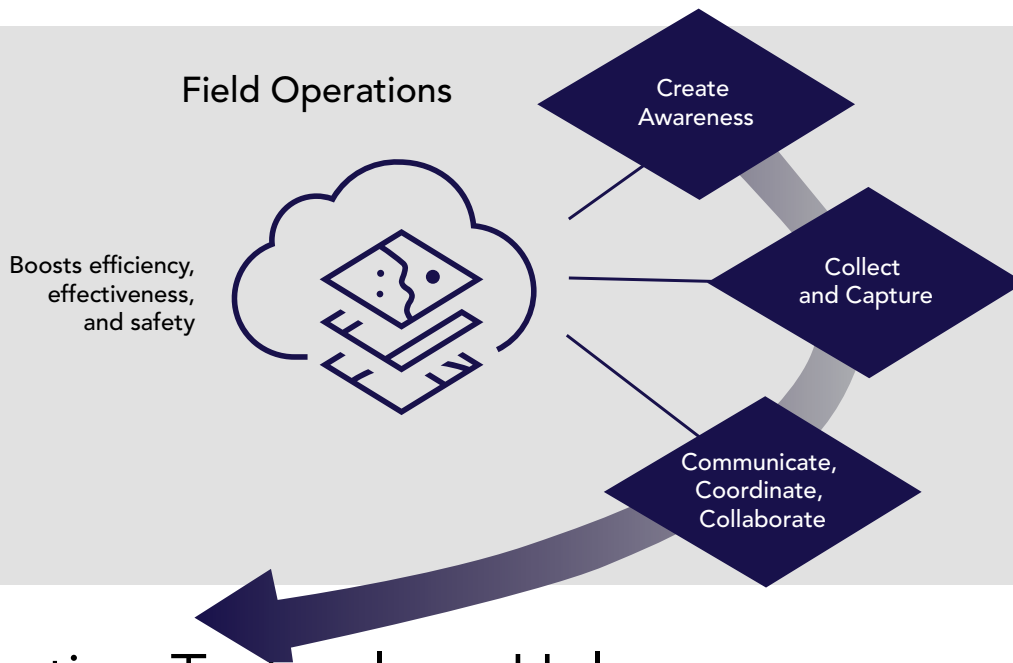 Field Operations
Create
Awareness
Boosts efficiency,
effectiveness,
and safety
Collect
and Capture
Communicate,
Coordinate,
Collaborate